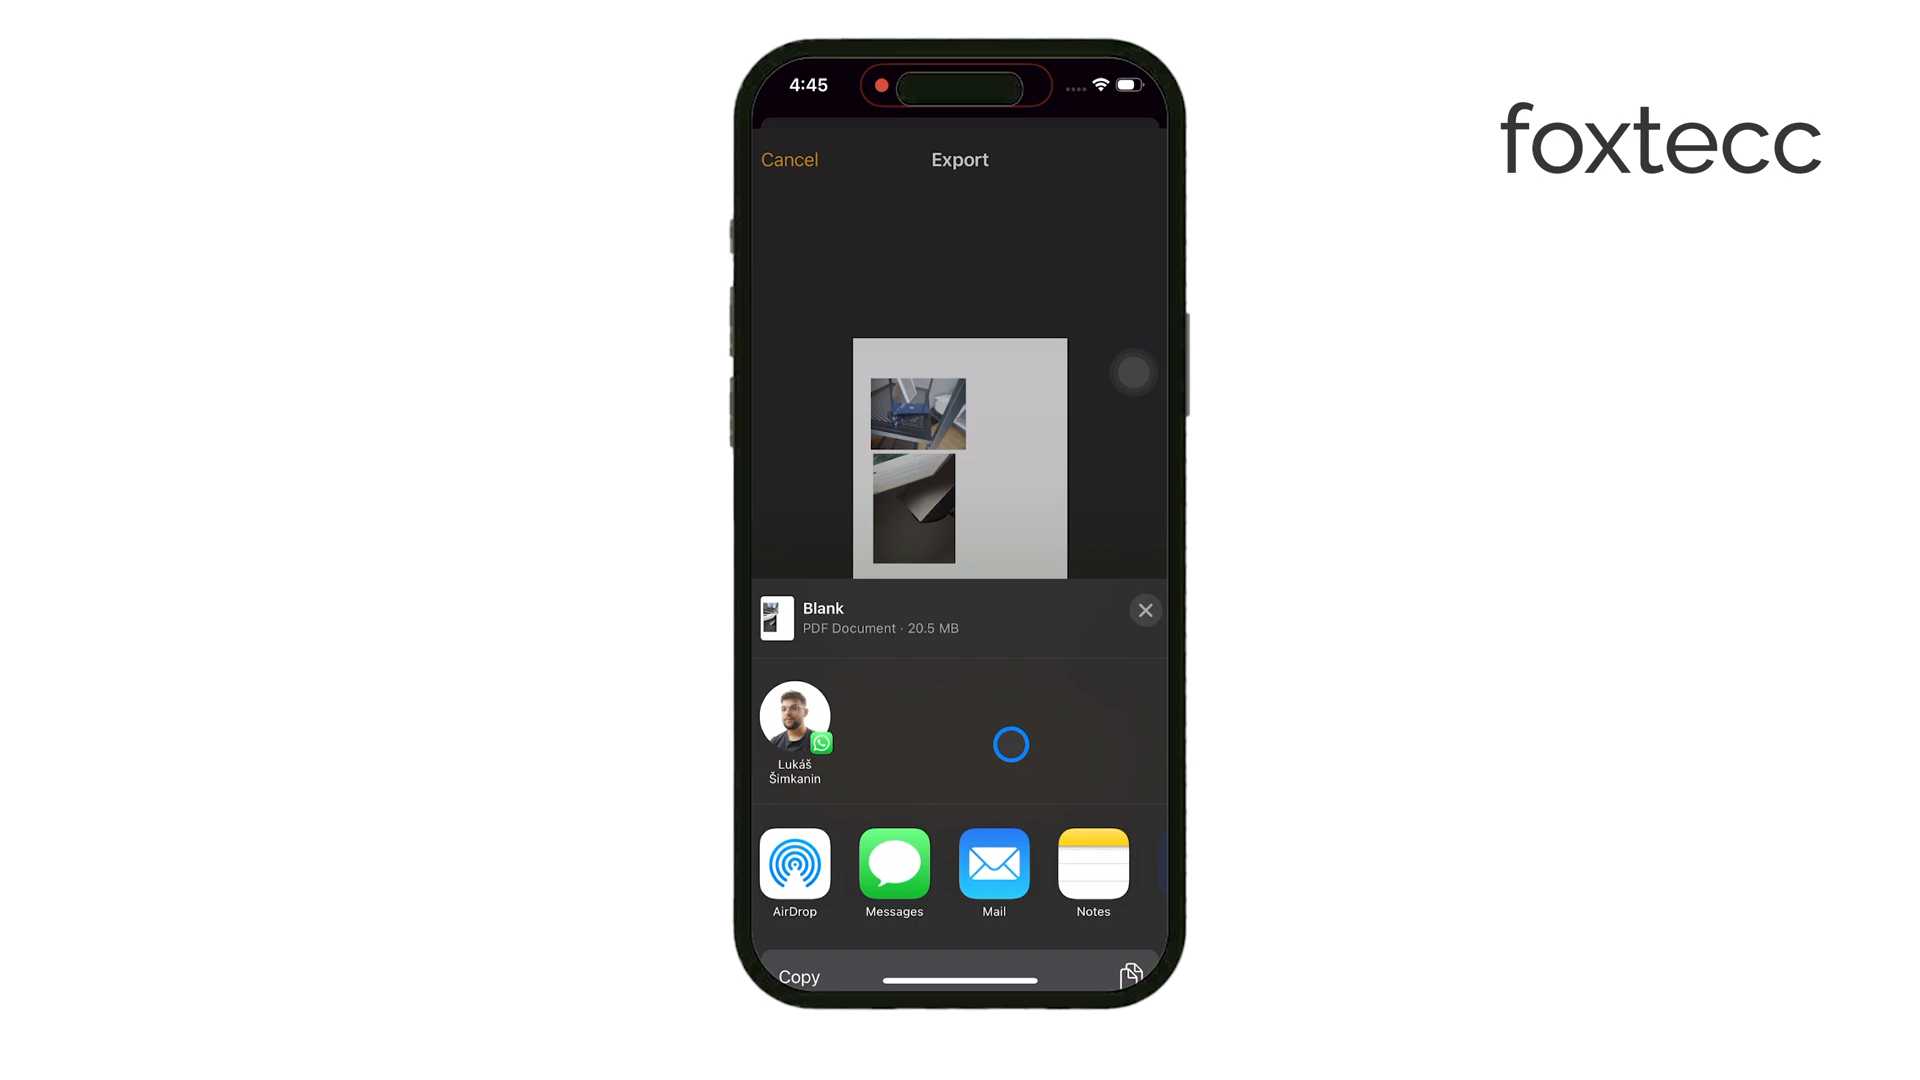 4:45
foxtecc
Cancel
Export
Blank
PDF Document · 20.5 MB
Lukáš
Šimkanin
AirDrop
Messages
Mail
Notes
Copy